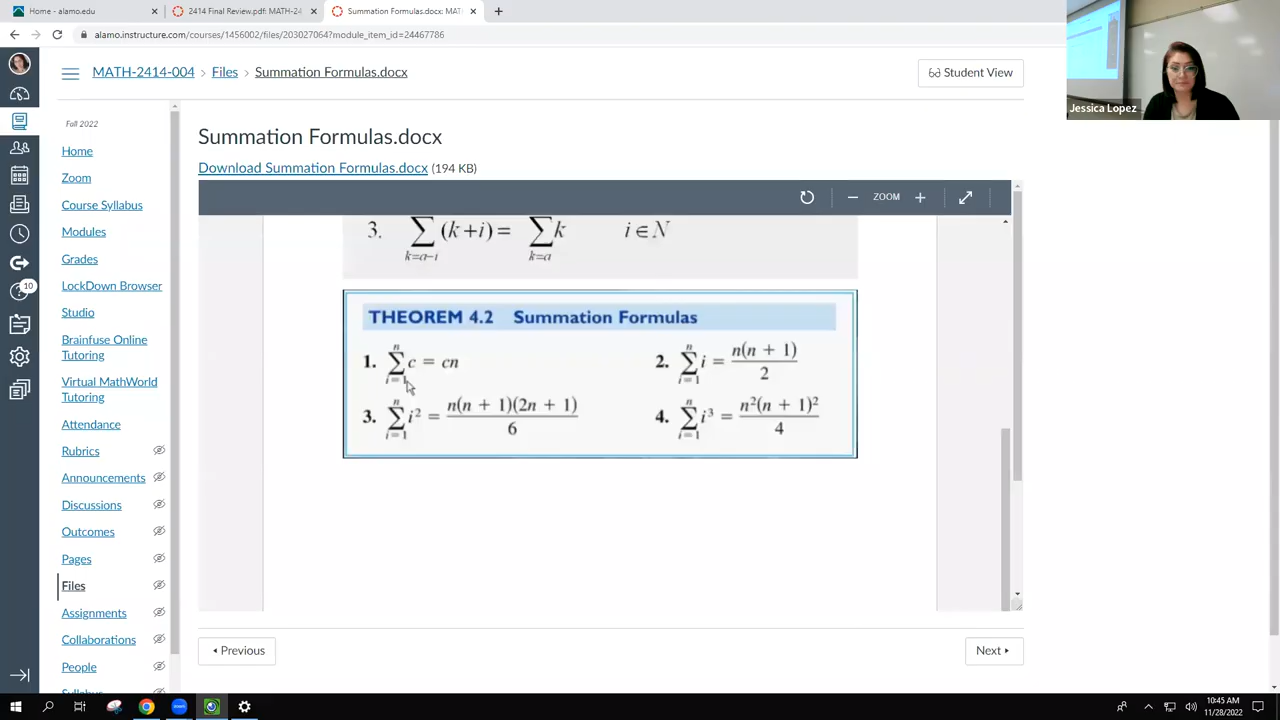 Home - alamo.edu
2414 Final Review.pdf: MATH-24
Summation Formulas.docx: MAT
alamo.instructure.com/courses/1456002/files/203027064?module_item_id=24467786
Jessica Lopez
MATH-2414-004 > Files > Summation Formulas.docx
Student View
Fall 2022
Home
Zoom
Course Syllabus
Modules
Grades
LockDown Browser
Studio
Brainfuse Online
Tutoring
Virtual MathWorld
Tutoring
Attendance
Rubrics
Announcements
Discussions
Outcomes
Pages
Files
Assignments
Collaborations
People
10
Summation Formulas.docx
Download Summation Formulas.docx (194 KB)
ZOOM
3. ∑ (k+i) = ∑ k i ∈ N
k=a-i k=a
THEOREM 4.2 Summation Formulas
1. n∑i=1 c = cn
2. n∑i=1 i = n(n + 1)/2
3. n∑i=1 i² = n(n + 1)(2n + 1)/6
4. n∑i=1 i³ = n²(n + 1)²/4
Previous
Next
10:45 AM
11/28/2022